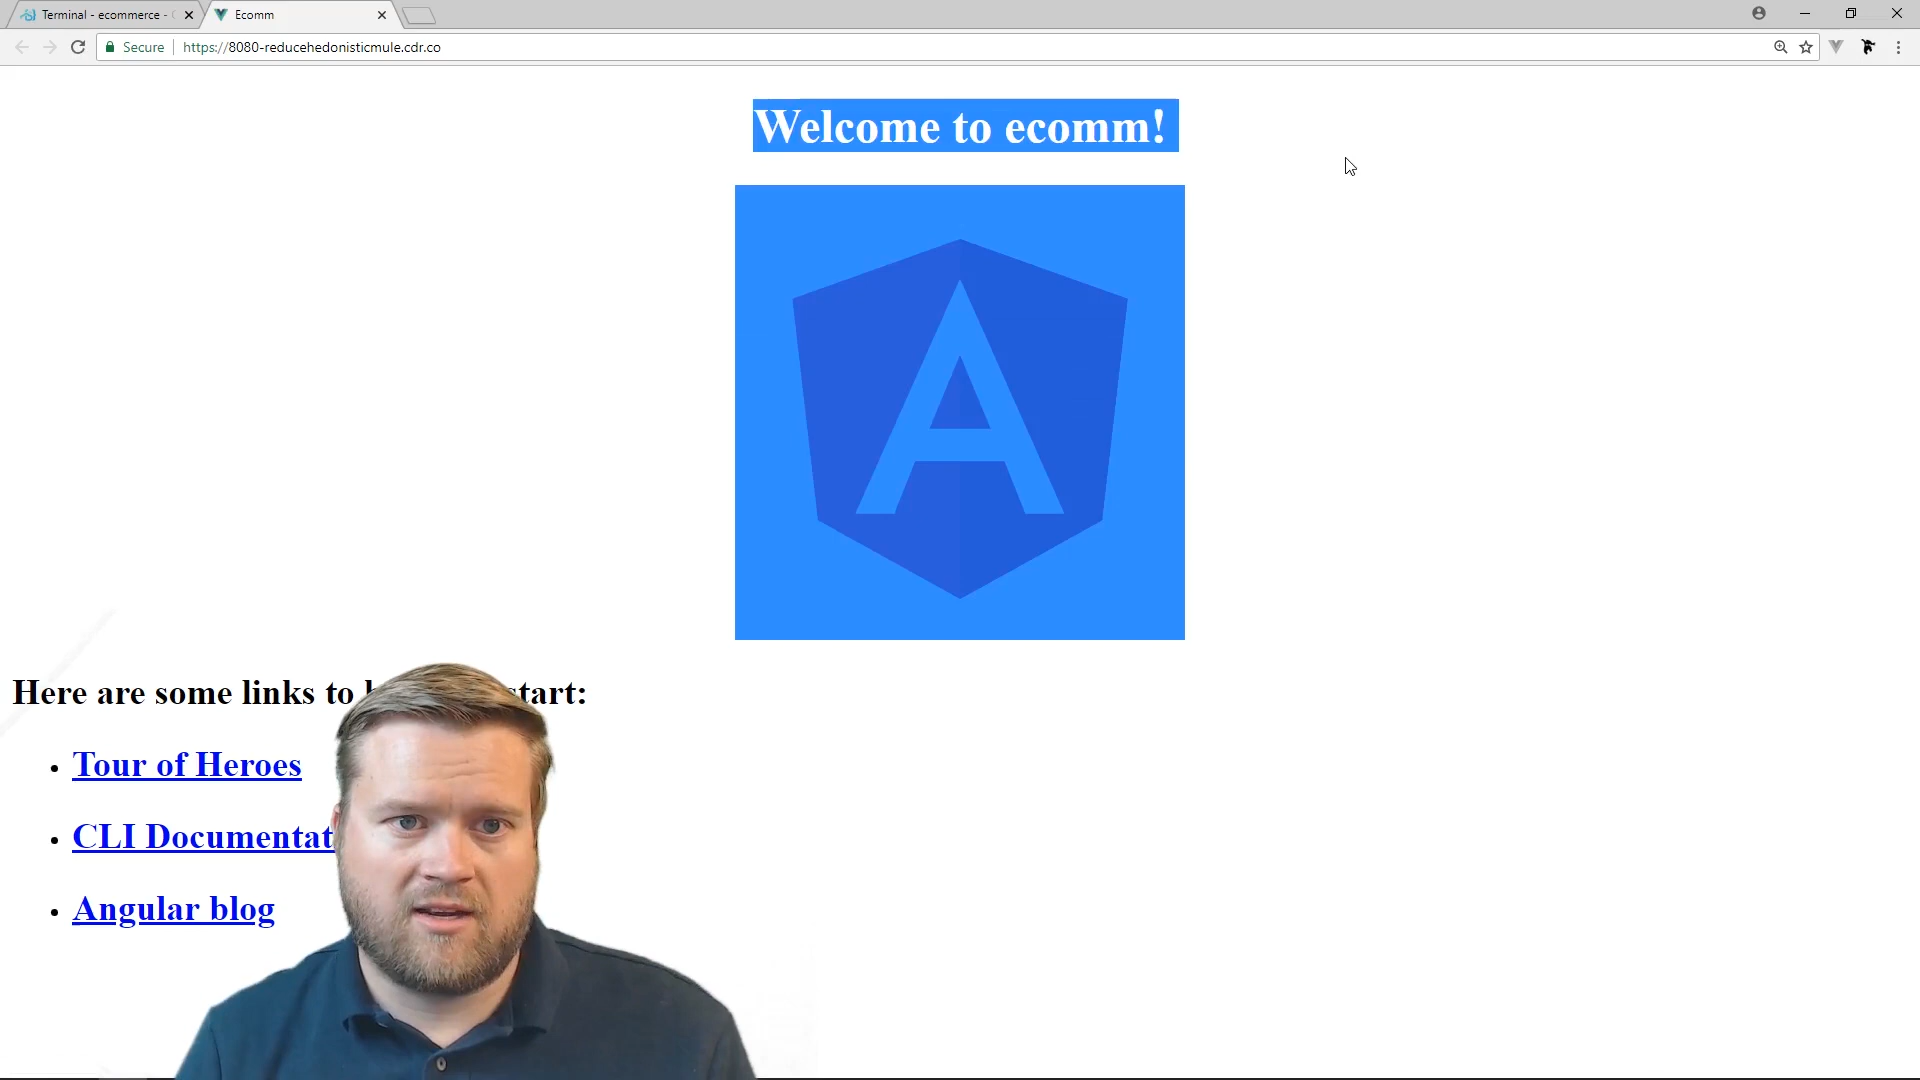 Terminal - ecommerce -
Ecomm
Secure
https://8080-reducehedonisticmule.cdr.co
Welcome to ecomm!
A
Here are some links to start:
Tour of Heroes
CLI Documentat
Angular blog